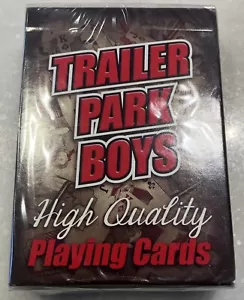 TRAILER
PARK
BOYS
High Quality
Playing Cards